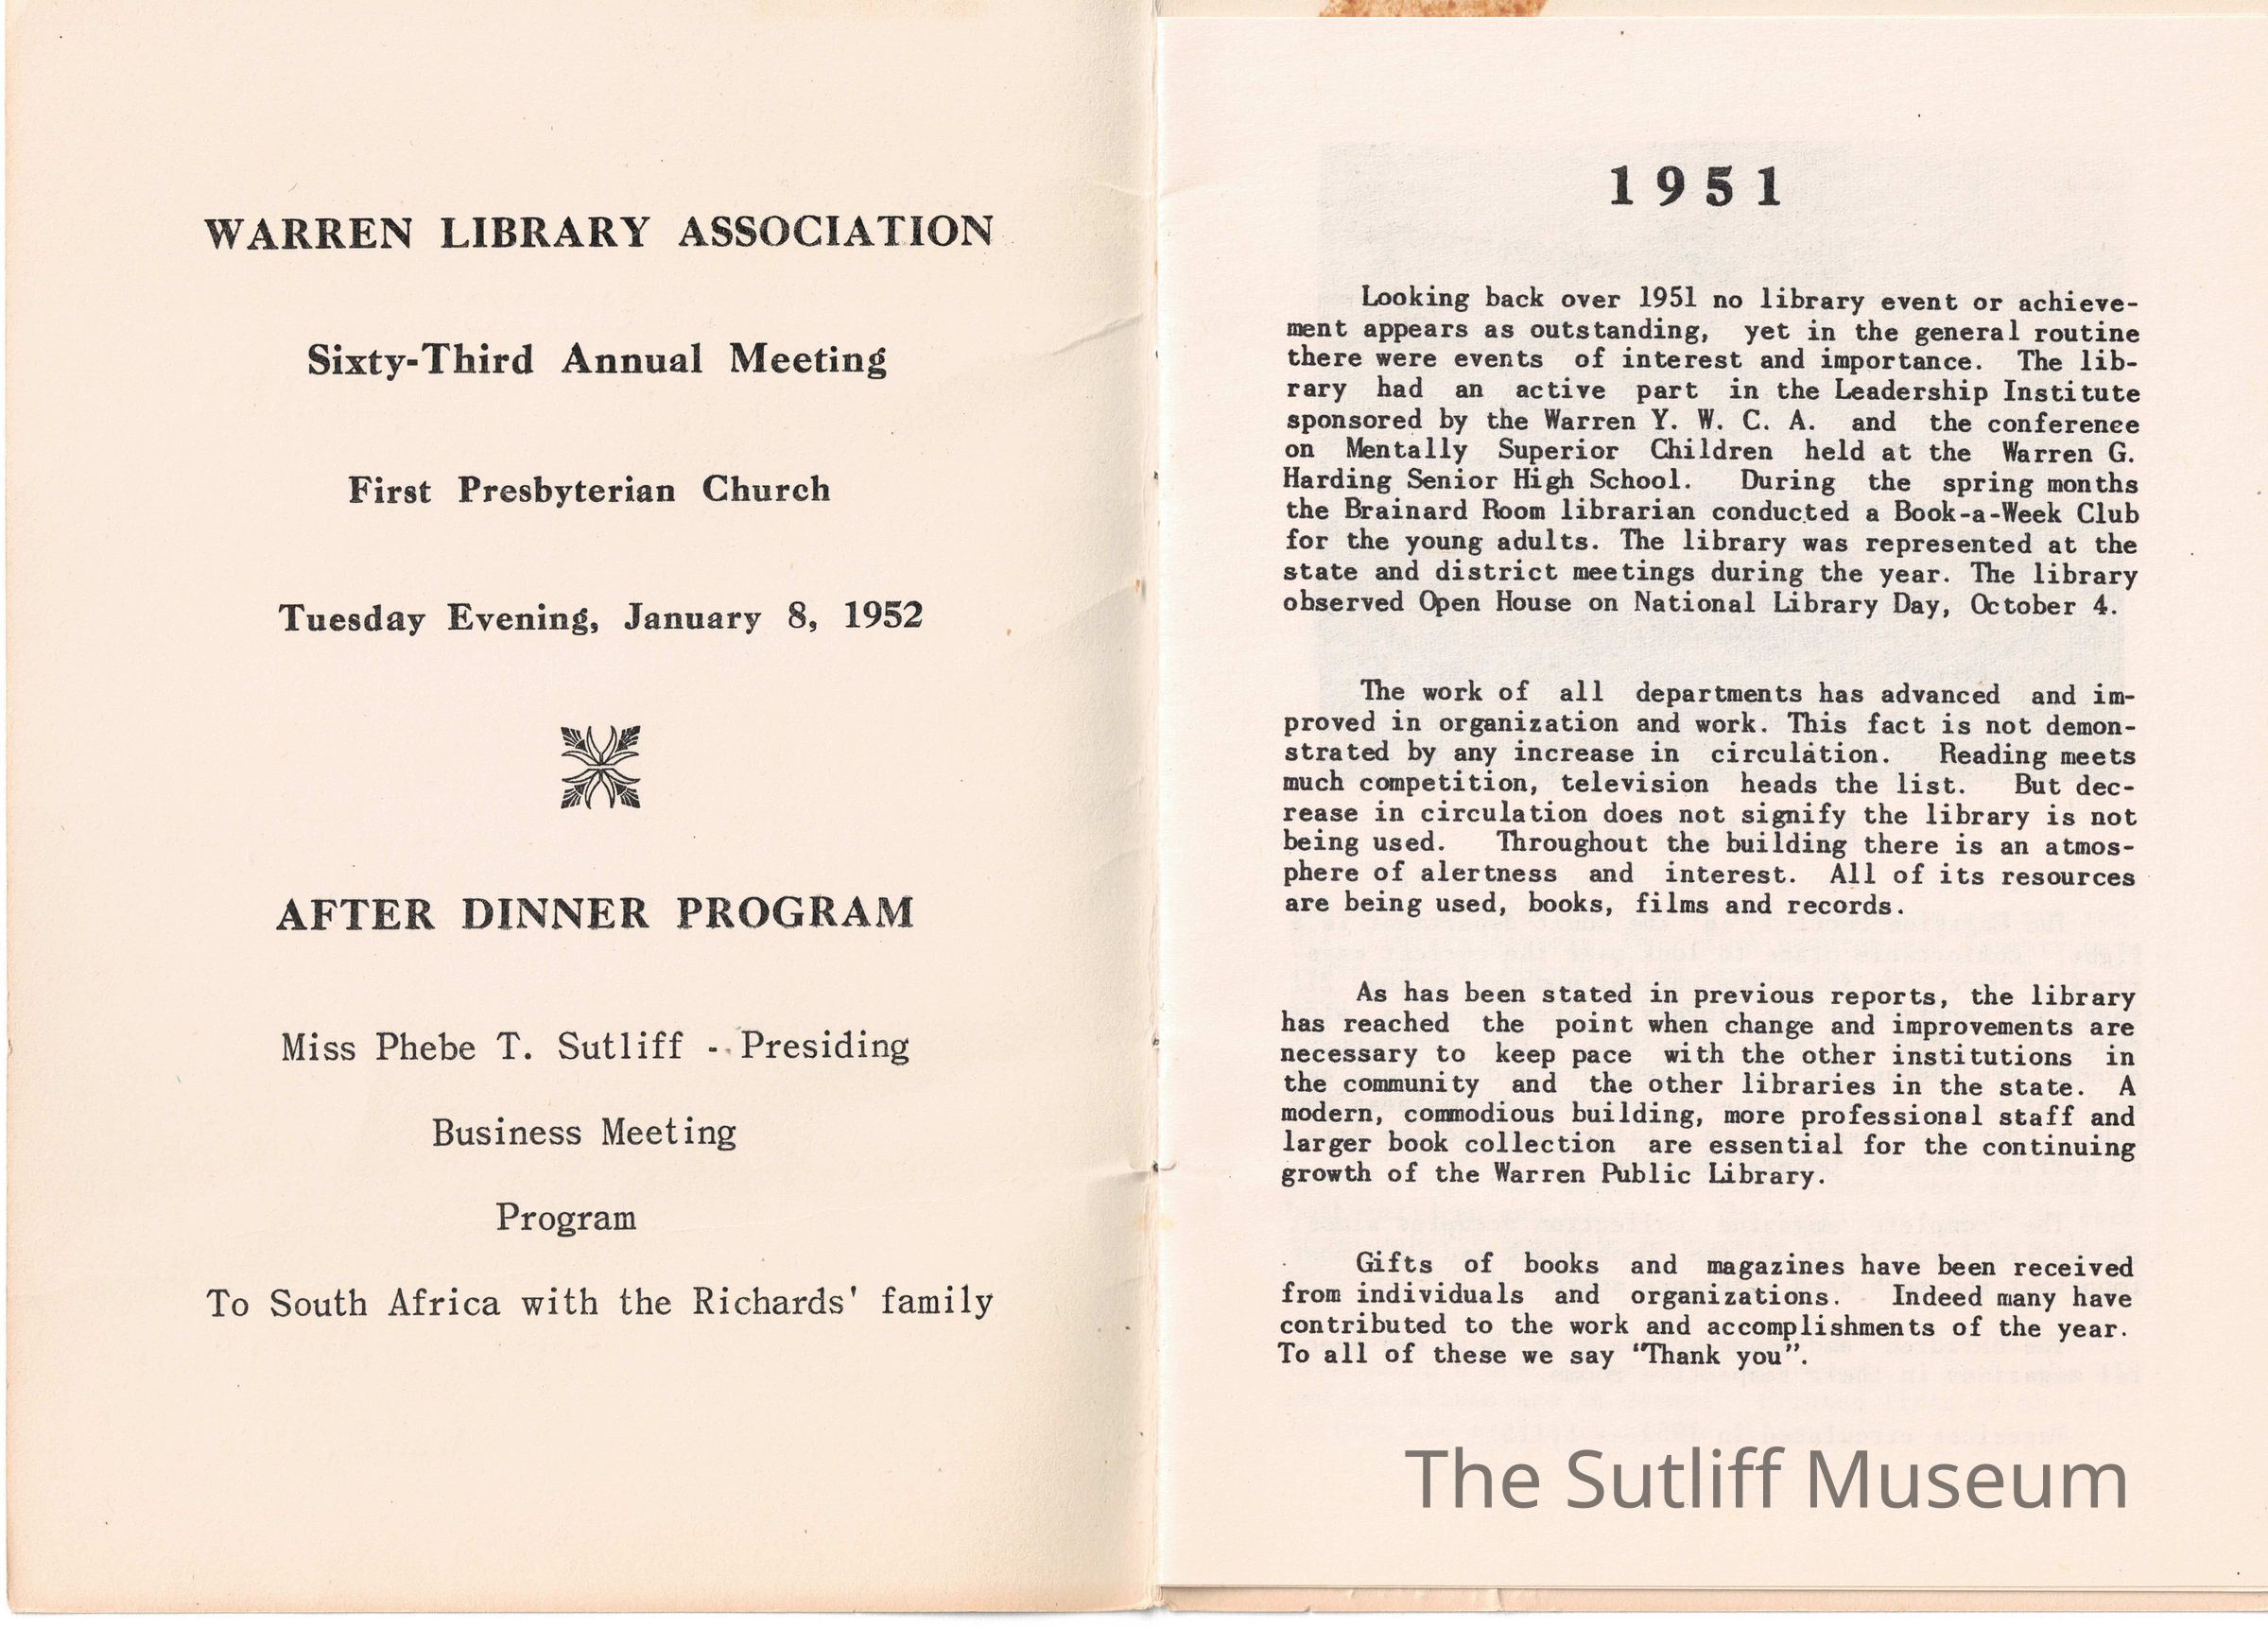 WARREN LIBRARY ASSOCIATION
Sixty-Third Annual Meeting
First Presbyterian Church
Tuesday Evening, January 8, 1952
AFTER DINNER PROGRAM
Miss Phebe T. Sutliff - Presiding
Business Meeting
Program
To South Africa with the Richards' family
1951
Looking back over 1951 no library event or achieve-
ment appears as outstanding, yet in the general routine
there were events of interest and importance. The lib-
rary had an active part in the Leadership Institute
sponsored by the Warren Y. W. C. A. and the conference
on Mentally Superior Children held at the Warren G.
Harding Senior High School. During the spring months
the Brainard Room librarian conducted a Book-a-Week Club
for the young adults. The library was represented at the
state and district meetings during the year. The library
observed Open House on National Library Day, October 4.
The work of all departments has advanced and im-
proved in organization and work. This fact is not demon-
strated by any increase in circulation. Reading meets
much competition, television heads the list. But dec-
rease in circulation does not signify the library is not
being used. Throughout the building there is an atmos-
phere of alertness and interest. All of its resources
are being used, books, films and records.
As has been stated in previous reports, the library
has reached the point when change and improvements are
necessary to keep pace with the other institutions in
the community and the other libraries in the state. A
modern, commodious building, more professional staff and
larger book collection are essential for the continuing
growth of the Warren Public Library.
Gifts of books and magazines have been received
from individuals and organizations. Indeed many have
contributed to the work and accomplishments of the year.
To all of these we say "Thank you".
The Sutliff Museum